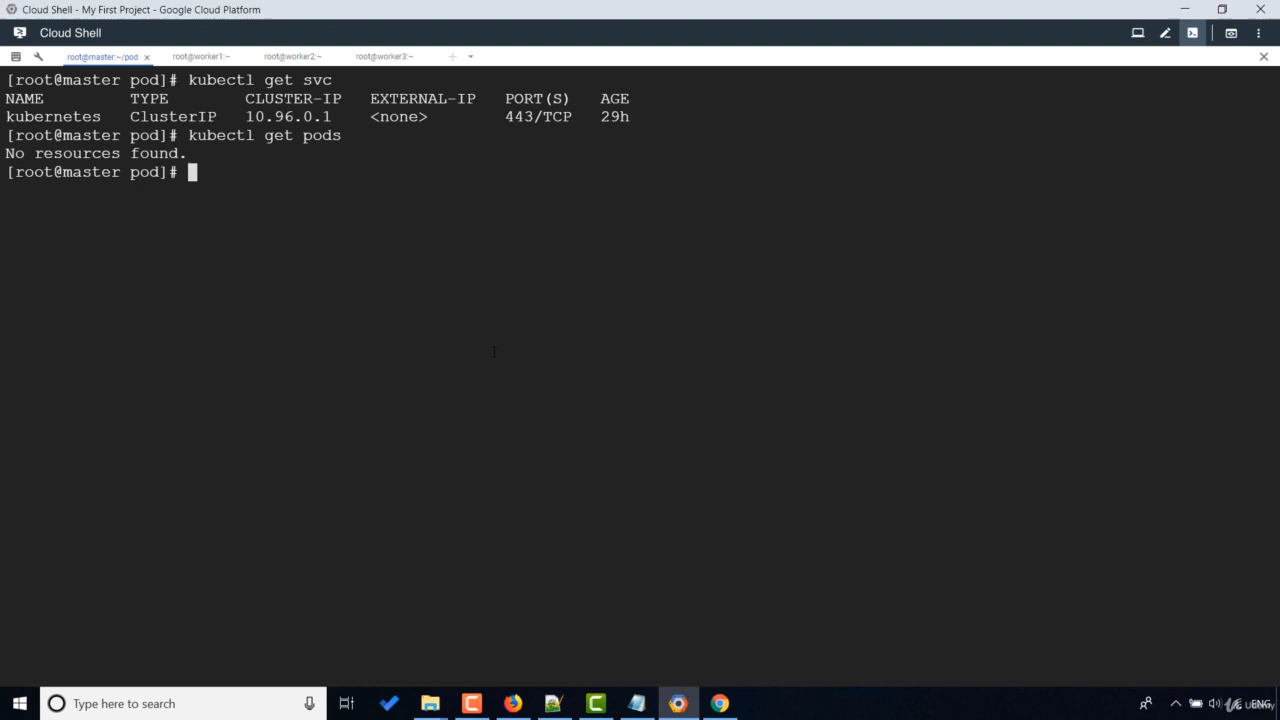 Cloud Shell - My First Project - Google Cloud Platform
Cloud Shell
root@master:~/pod
root@worker1:~
root@worker2:~
root@worker3:~
[root@master pod]# kubectl get svc
NAME TYPE CLUSTER-IP EXTERNAL-IP PORT(S) AGE
kubernetes ClusterIP 10.96.0.1 <none> 443/TCP 29h
[root@master pod]# kubectl get pods
No resources found.
[root@master pod]#
Type here to search
ENG